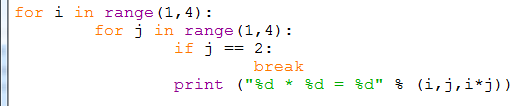 for i in range(1,4):
        for j in range(1,4):
                if j == 2:
                        break
                print ("%d * %d = %d" % (i,j,i*j))